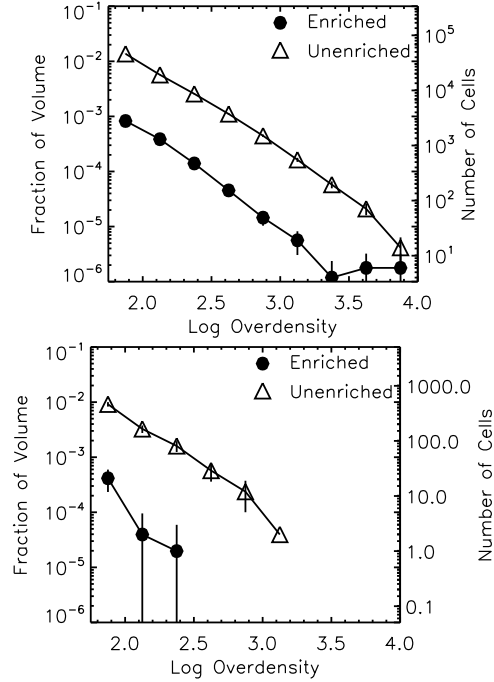 Enriched
Unenriched
Fraction of Volume
10^-1
10^-2
10^-3
10^-4
10^-5
10^-6
Number of Cells
10^5
10^4
10^3
10^2
10^1
2.0 2.5 3.0 3.5 4.0
Log Overdensity
Enriched
Unenriched
Fraction of Volume
10^-1
10^-2
10^-3
10^-4
10^-5
10^-6
Number of Cells
1000.0
100.0
10.0
1.0
0.1
2.0 2.5 3.0 3.5 4.0
Log Overdensity